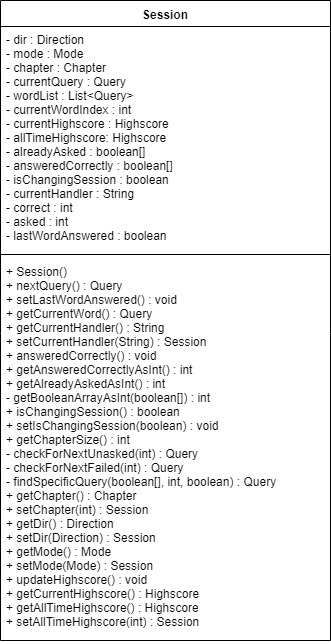 Session
- dir : Direction
- mode : Mode
- chapter : Chapter
- currentQuery : Query
- wordList : List<Query>
- currentWordIndex : int
- currentHighscore : Highscore
- allTimeHighscore: Highscore
- alreadyAsked : boolean[]
- answeredCorrectly : boolean[]
- isChangingSession : boolean
- currentHandler : String
- correct : int
- asked : int
- lastWordAnswered : boolean
+ Session()
+ nextQuery() : Query
+ setLastWordAnswered() : void
+ getCurrentWord() : Query
+ getCurrentHandler() : String
+ setCurrentHandler(String) : Session
+ answeredCorrectly() : void
+ getAnsweredCorrectlyAsInt() : int
+ getAlreadyAskedAsInt() : int
- getBooleanArrayAsInt(boolean[]) : int
+ isChangingSession() : boolean
+ setIsChangingSession(boolean) : void
+ getChapterSize() : int
- checkForNextUnasked(int) : Query
- checkForNextFailed(int) : Query
- findSpecificQuery(boolean[], int, boolean) : Query
+ getChapter() : Chapter
+ setChapter(int) : Session
+ getDir() : Direction
+ setDir(Direction) : Session
+ getMode() : Mode
+ setMode(Mode) : Session
+ updateHighscore() : void
+ getCurrentHighscore() : Highscore
+ getAllTimeHighscore() : Highscore
+ setAllTimeHighscore(int) : Session